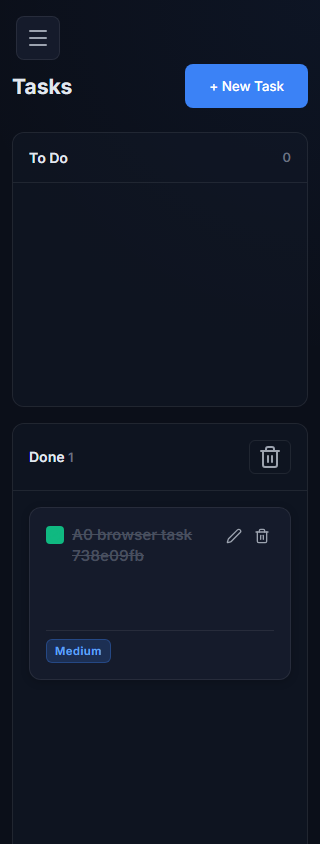 Tasks
+ New Task
To Do 0
Done 1
A0 browser task
738e09fb
Medium